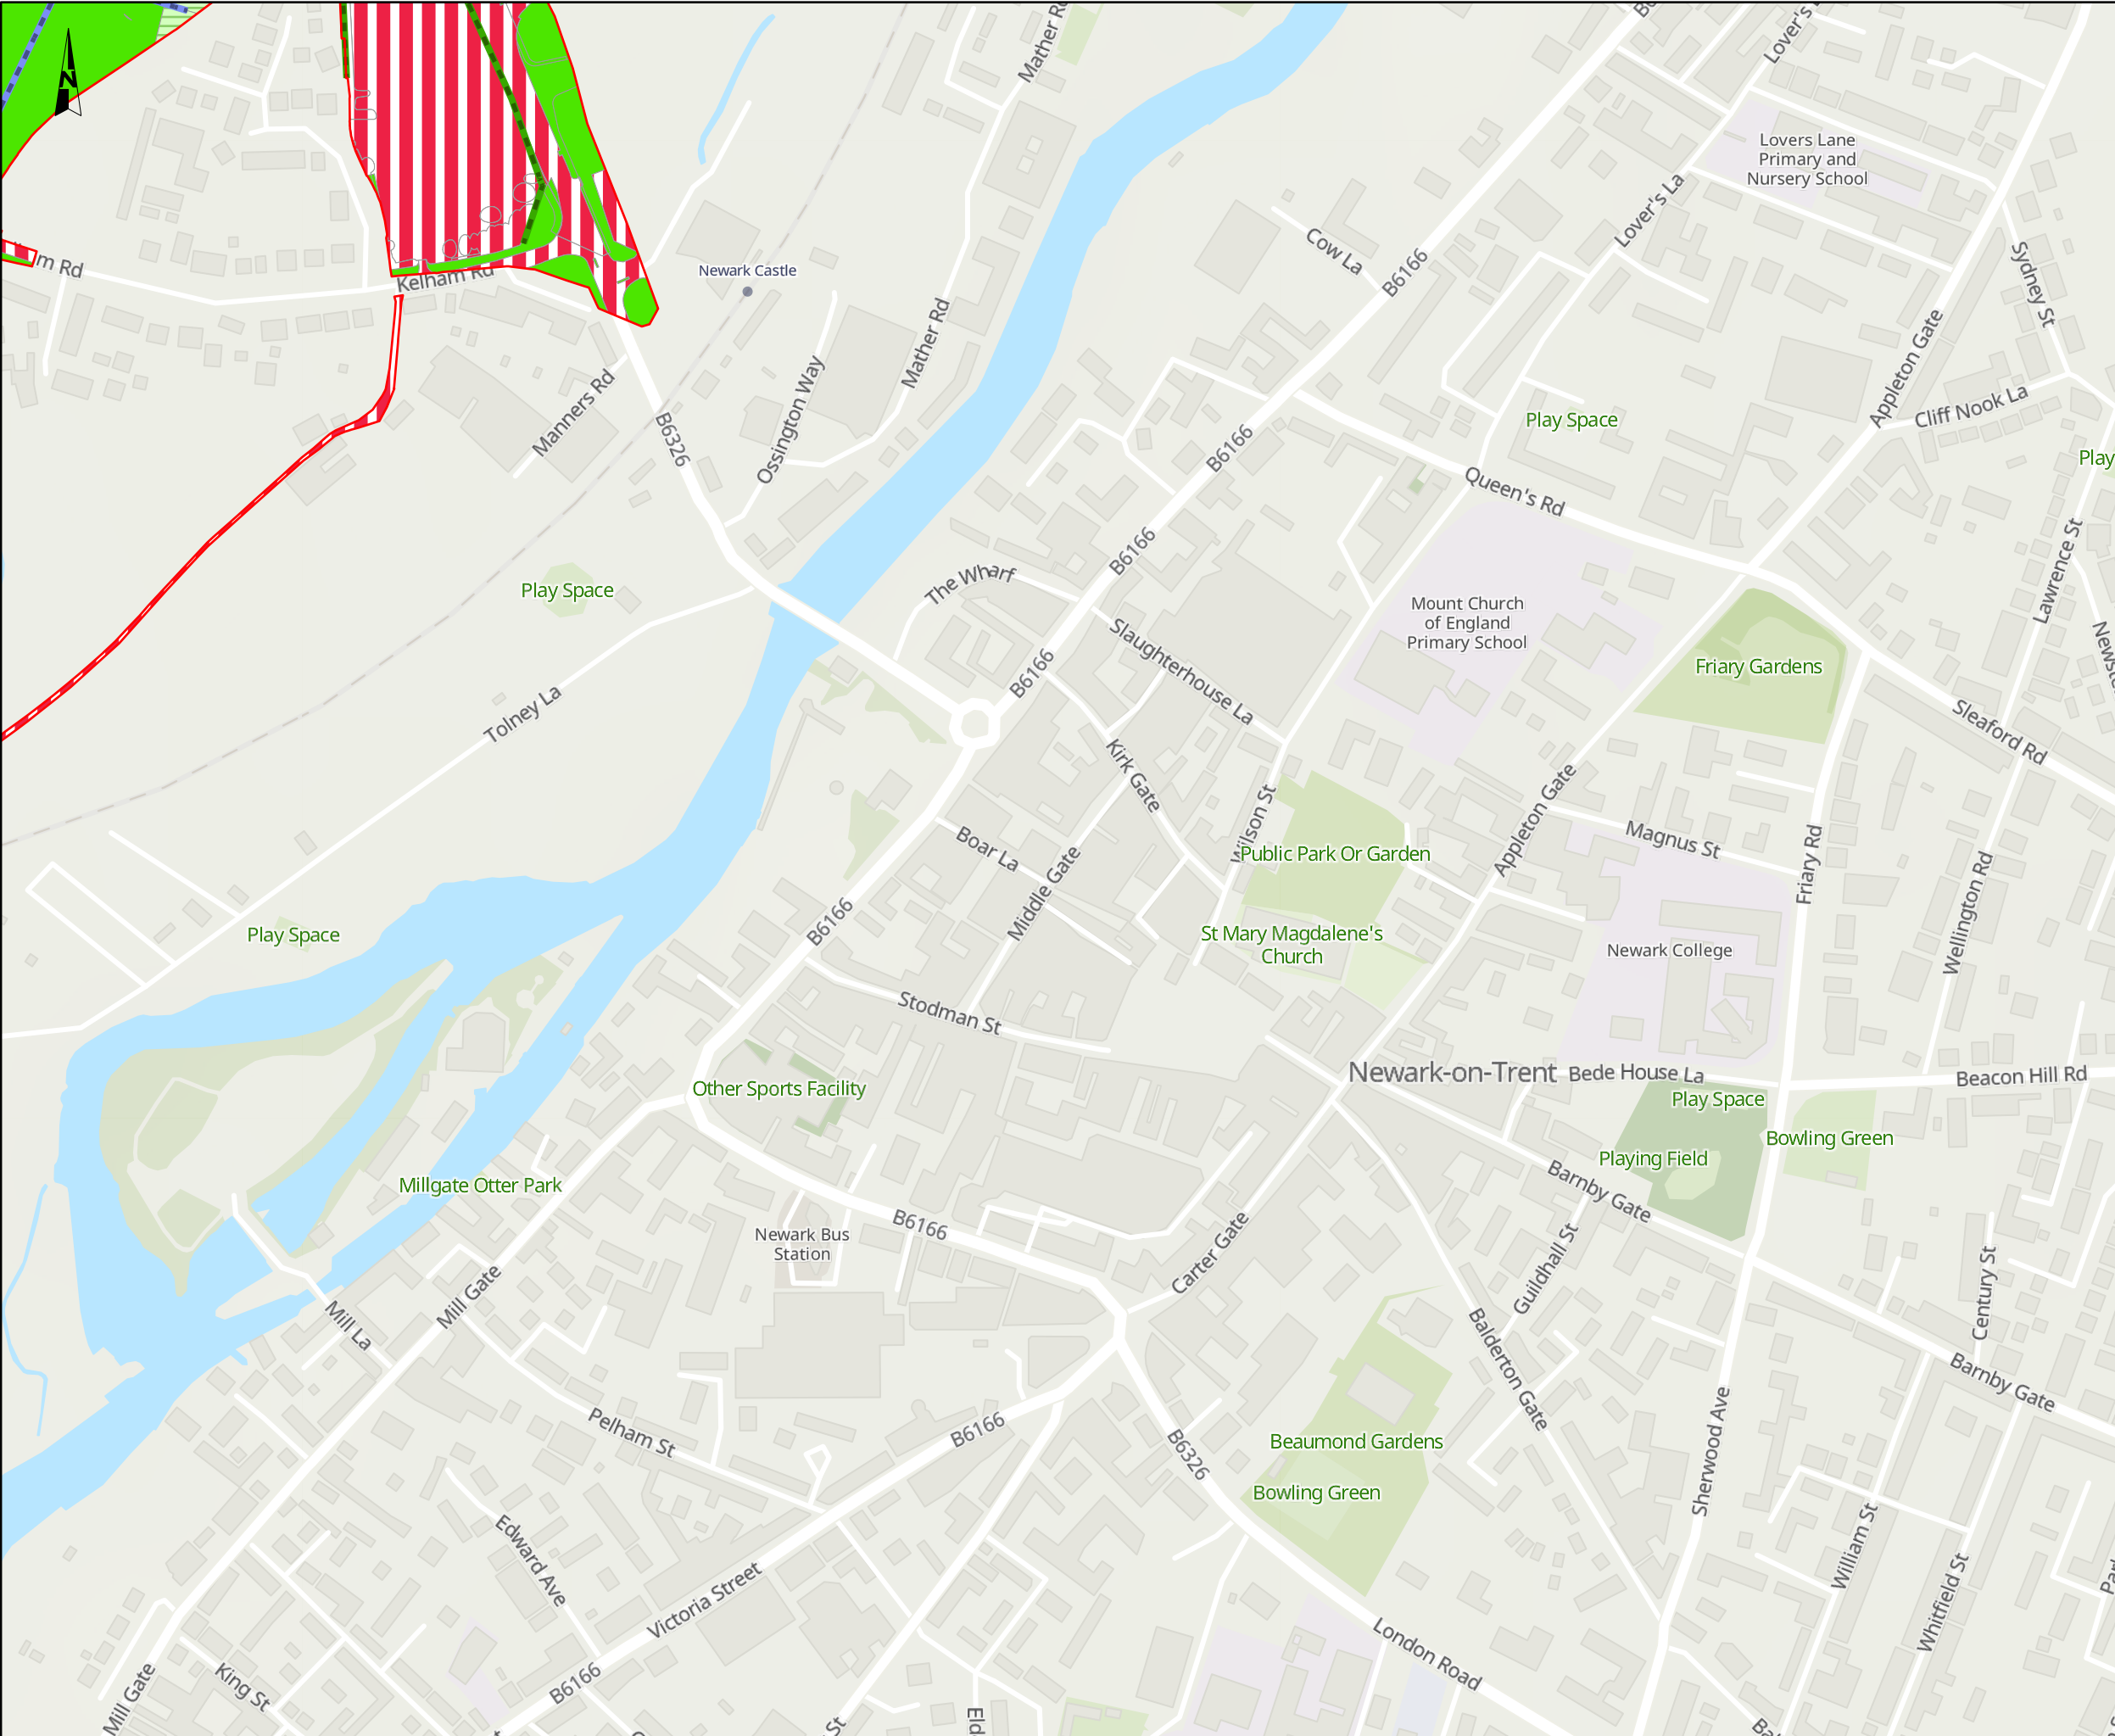 N
Mather Rd
Lover's
Lovers Lane
Primary and
Nursery School
Lover's La
Cow La
B6166
Sydney St
m Rd
Kelham Rd
Newark Castle
Mather Rd
Appleton Gate
Cliff Nook La
Manners Rd
B6326
Ossington Way
Play Space
B6166
Play
Queen's Rd
B6166
Lawrence St
The Wharf
Play Space
Mount Church
of England
Primary School
Slaughterhouse La
B6166
Friary Gardens
Tolney La
Sleaford Rd
Kirk Gate
Wilson St
Appleton Gate
Magnus St
Boar La
Middle Gate
Public Park Or Garden
Friary Rd
Wellington Rd
B6166
Play Space
St Mary Magdalene's
Church
Newark College
Stodman St
Newark-on-Trent
Bede House La
Beacon Hill Rd
Other Sports Facility
Play Space
Bowling Green
Playing Field
Millgate Otter Park
Barnby Gate
B6166
Newark Bus
Station
Carter Gate
Guildhall St
Century St
Mill Gate
Mill La
Balderton Gate
Barnby Gate
Pelham St
B6166
B6326
Beaumond Gardens
Sherwood Ave
Bowling Green
Edward Ave
William St
Victoria Street
Whitfield St
London Road
King St
Mill Gate
B6166
St
Eld